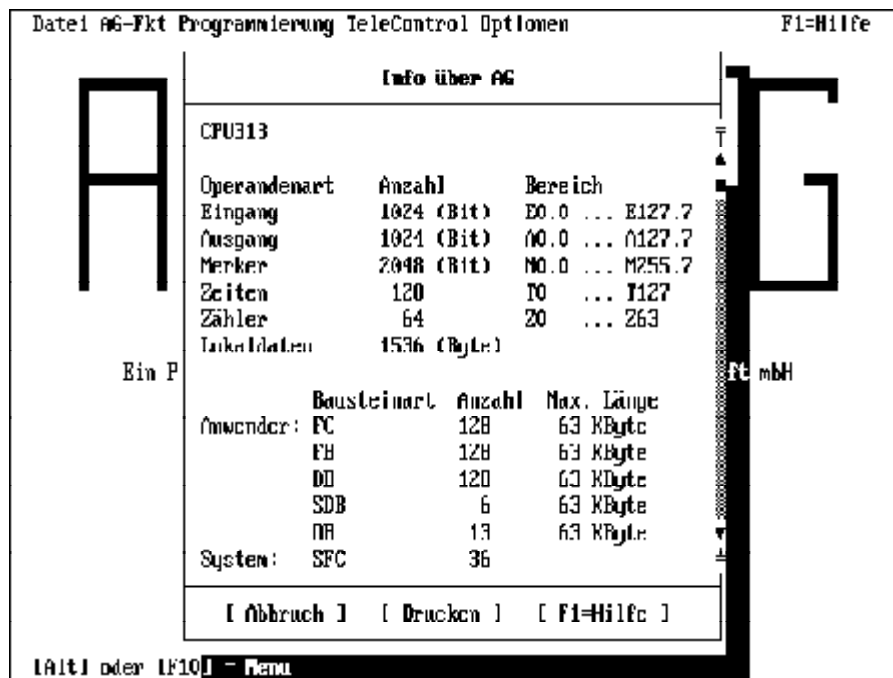 Datei AG-Fkt Programmierung TeleControl Optionen F1=Hilfe
Info über AG
A G
CPU313
Operandenart Anzahl Bereich
Eingang 1024 (Bit) E0.0 ... E127.7
Ausgang 1024 (Bit) A0.0 ... A127.7
Merker 2048 (Bit) M0.0 ... M255.7
Zeiten 128 T0 ... T127
Zähler 64 Z0 ... Z63
Lokaldaten 1536 (Byte)
Ein P ft mbH
Bausteinart Anzahl Max. Länge
Anwender: FC 128 63 KByte
FB 128 63 KByte
DB 128 63 KByte
SDB 6 63 KByte
OB 13 63 KByte
System: SFC 36
[ Abbruch ] [ Drucken ] [ F1=Hilfe ]
[Alt] oder [F10] - Menu